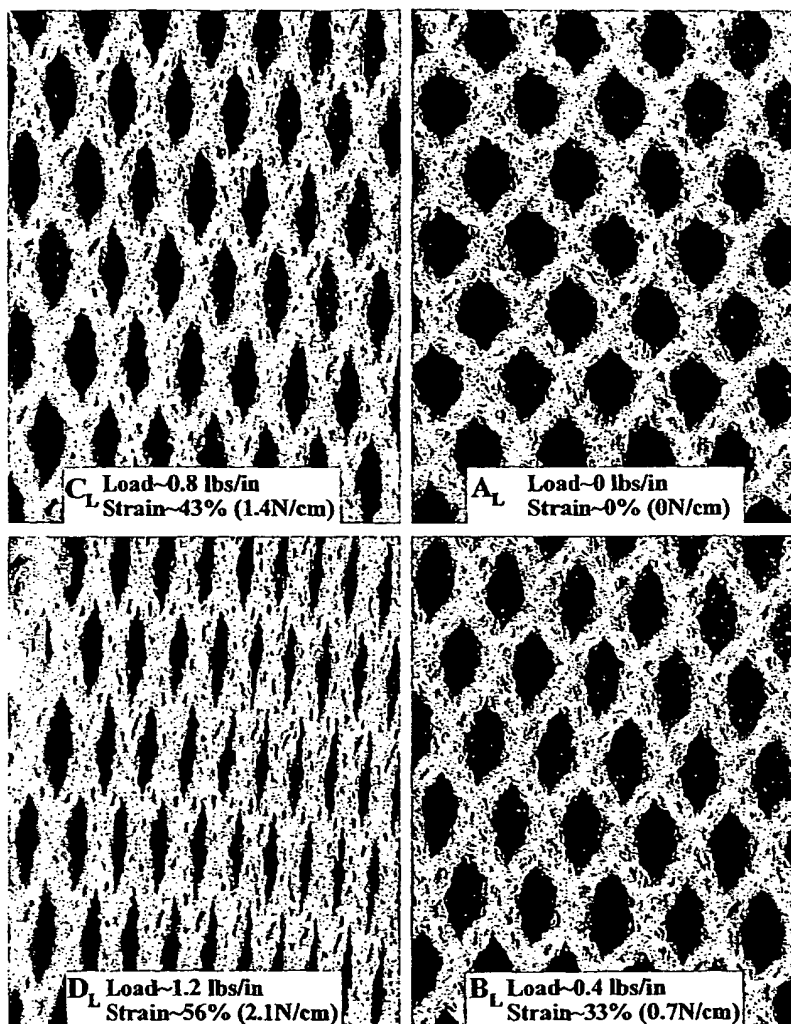 C_L Load~0.8 lbs/in
Strain~43% (1.4N/cm)
A_L Load~0 lbs/in
Strain~0% (0N/cm)
D_L Load~1.2 lbs/in
Strain~56% (2.1N/cm)
B_L Load~0.4 lbs/in
Strain~33% (0.7N/cm)